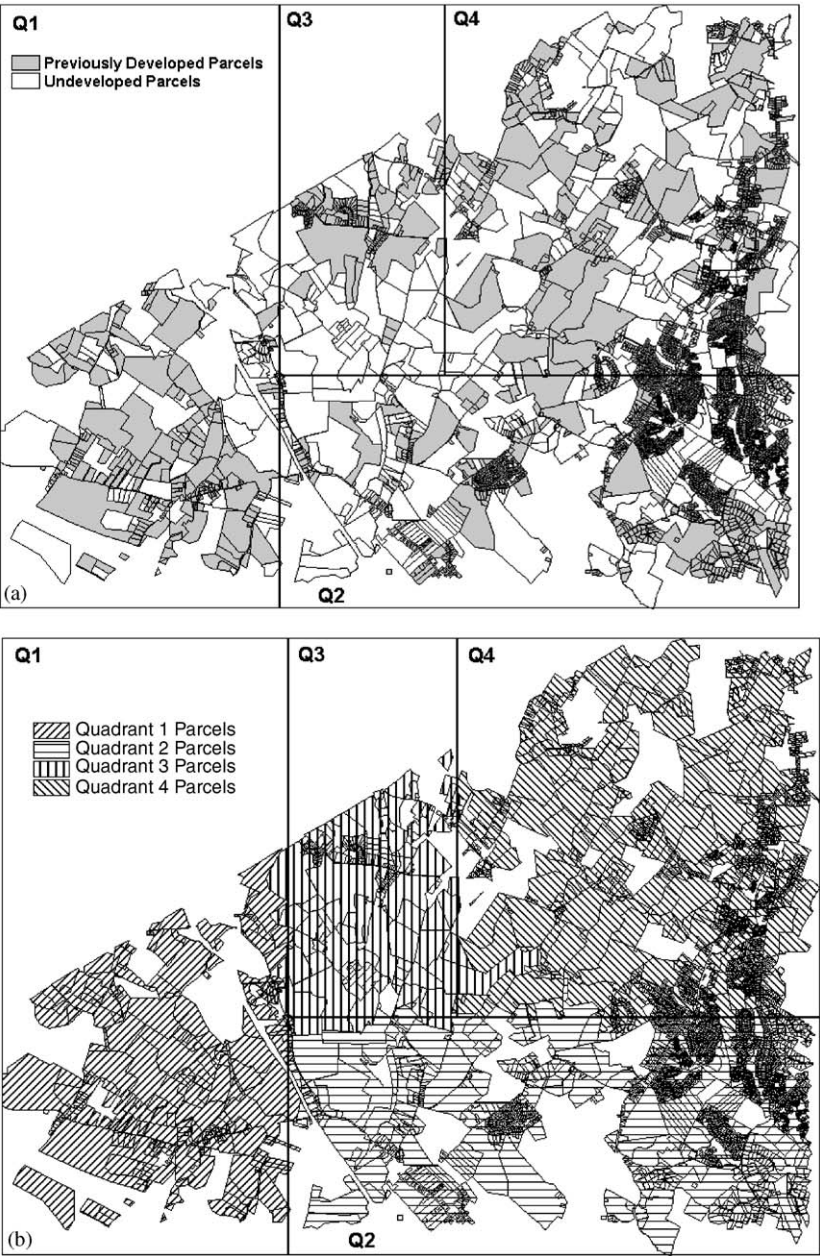 Q1
Q3
Q4
Previously Developed Parcels
Undeveloped Parcels
(a)
Q2
Q1
Q3
Q4
Quadrant 1 Parcels
Quadrant 2 Parcels
Quadrant 3 Parcels
Quadrant 4 Parcels
(b)
Q2